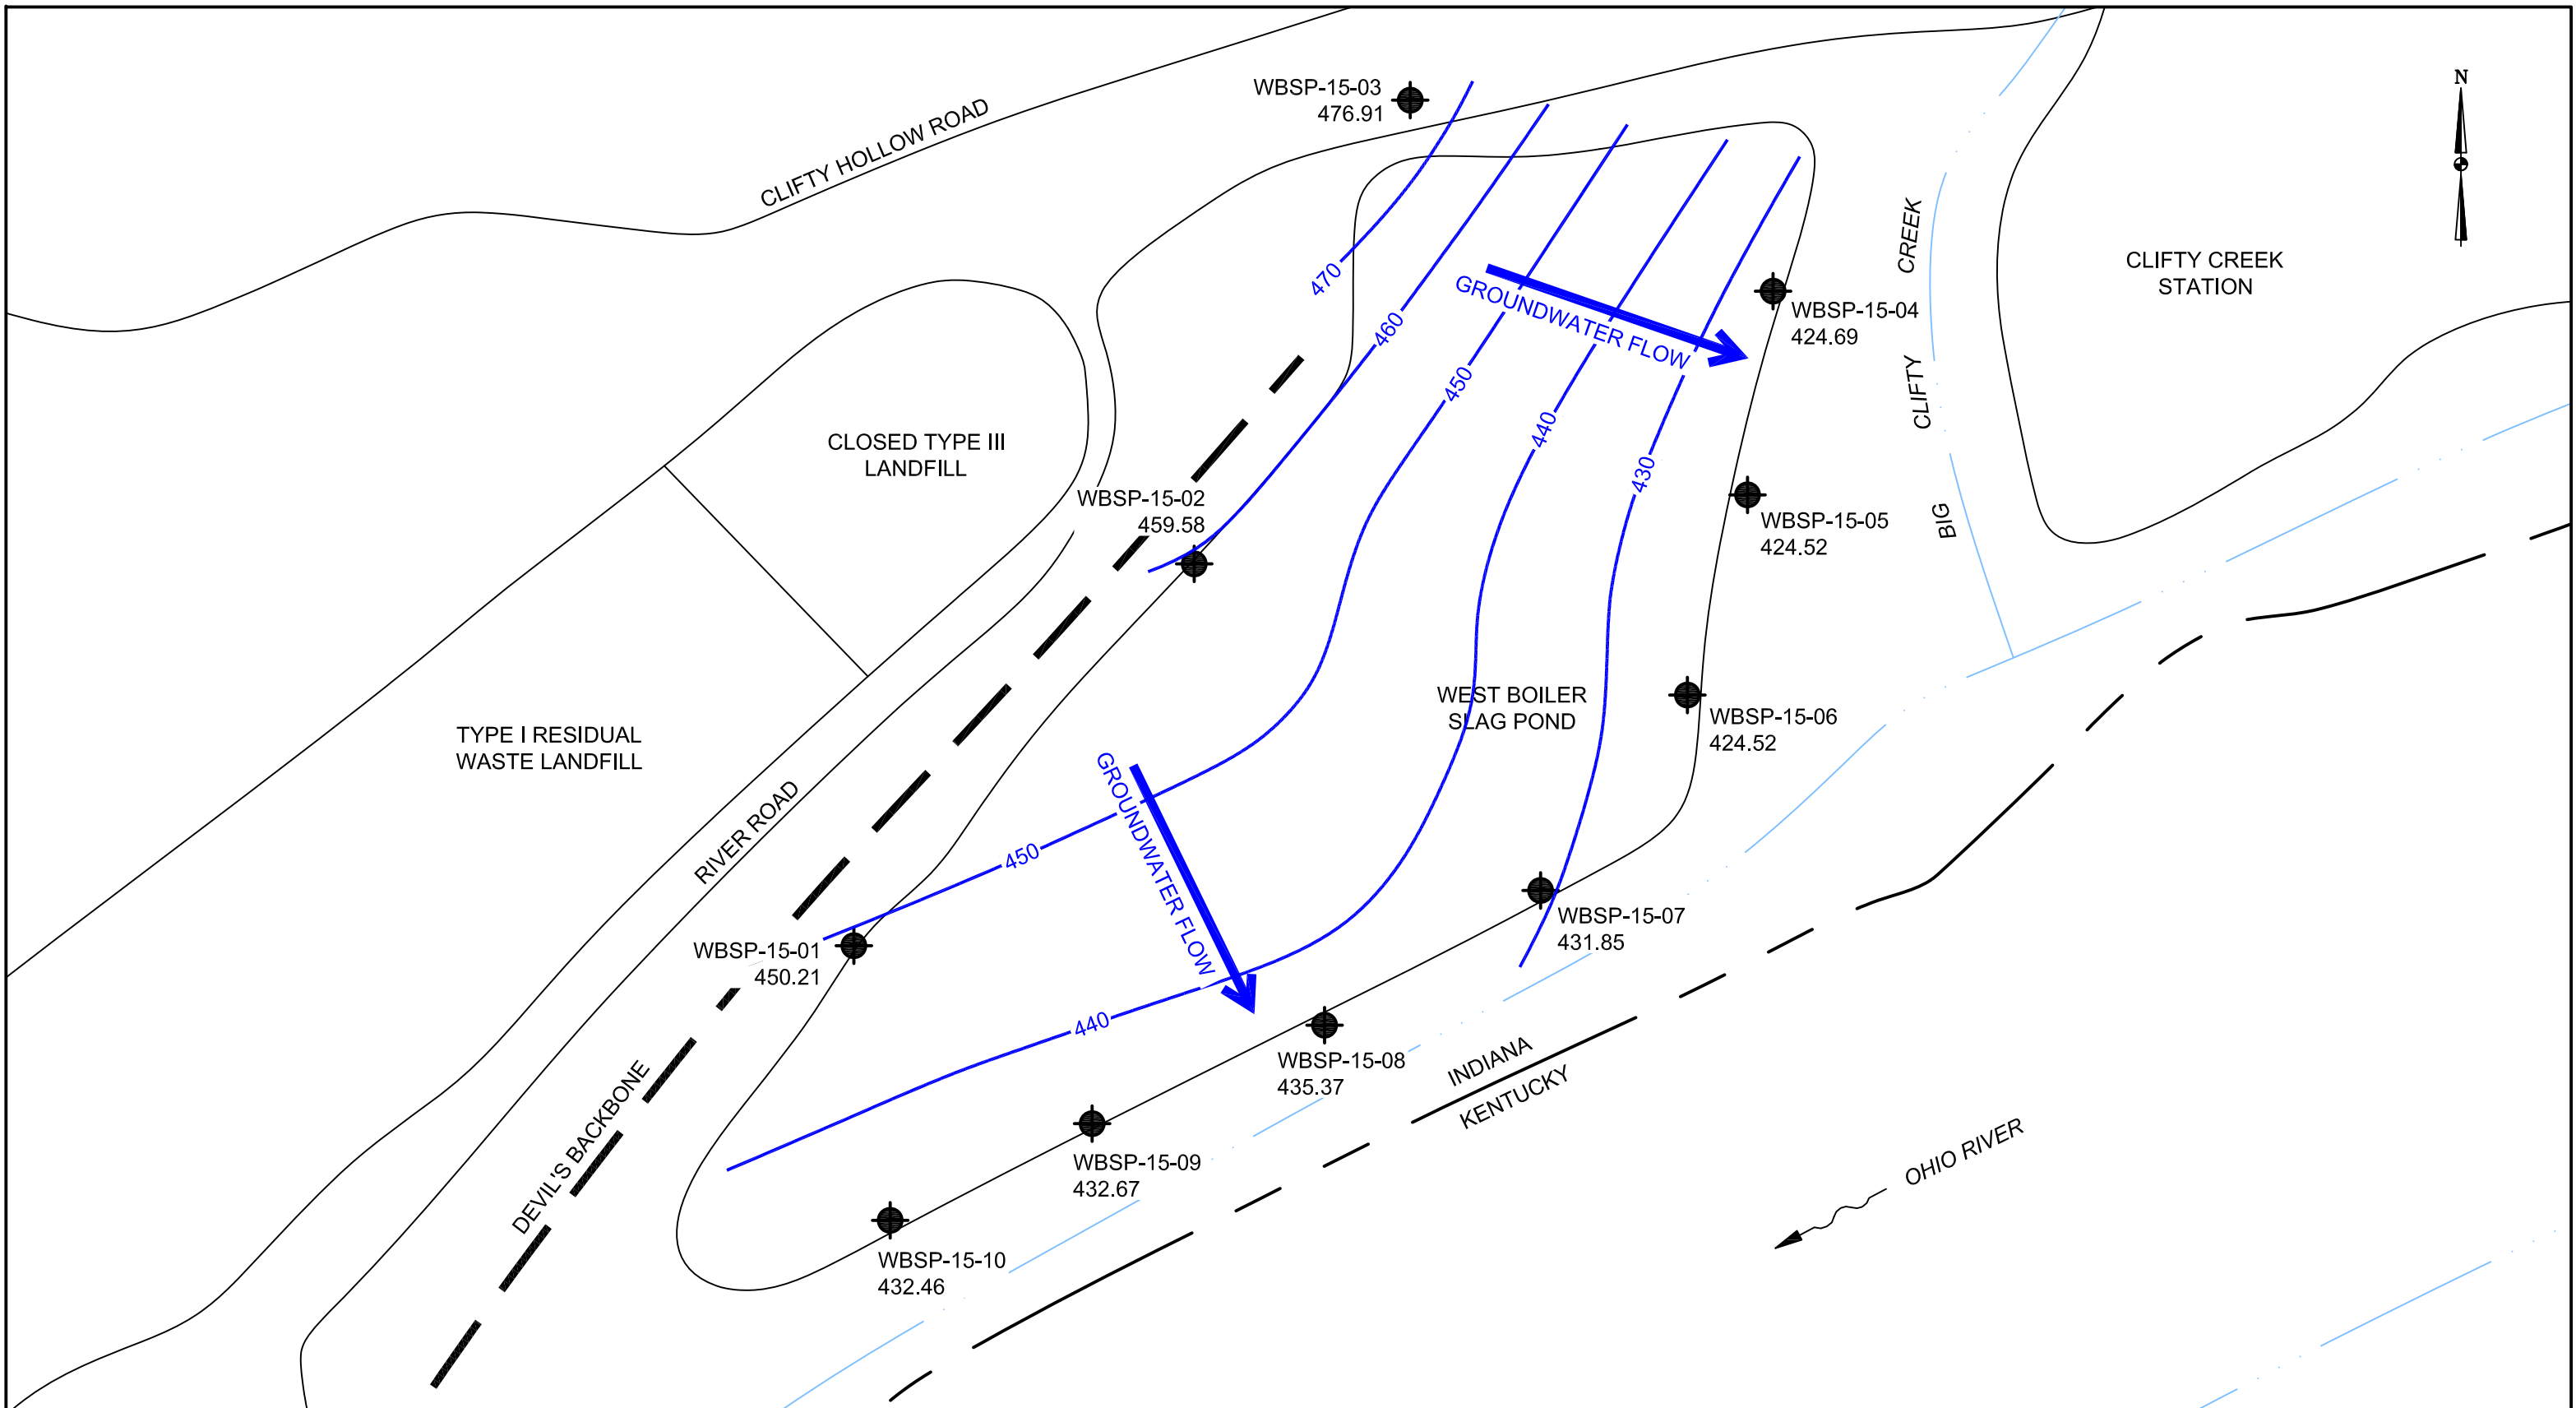 N
WBSP-15-03
476.91
CLIFTY HOLLOW ROAD
470
460
450
440
430
GROUNDWATER FLOW
WBSP-15-04
424.69
BIG CLIFTY CREEK
CLIFTY CREEK
STATION
CLOSED TYPE III
LANDFILL
WBSP-15-02
459.58
WBSP-15-05
424.52
TYPE I RESIDUAL
WASTE LANDFILL
WEST BOILER
SLAG POND
WBSP-15-06
424.52
RIVER ROAD
GROUNDWATER FLOW
450
440
WBSP-15-01
450.21
WBSP-15-07
431.85
WBSP-15-08
435.37
INDIANA
KENTUCKY
DEVIL'S BACKBONE
WBSP-15-09
432.67
OHIO RIVER
WBSP-15-10
432.46